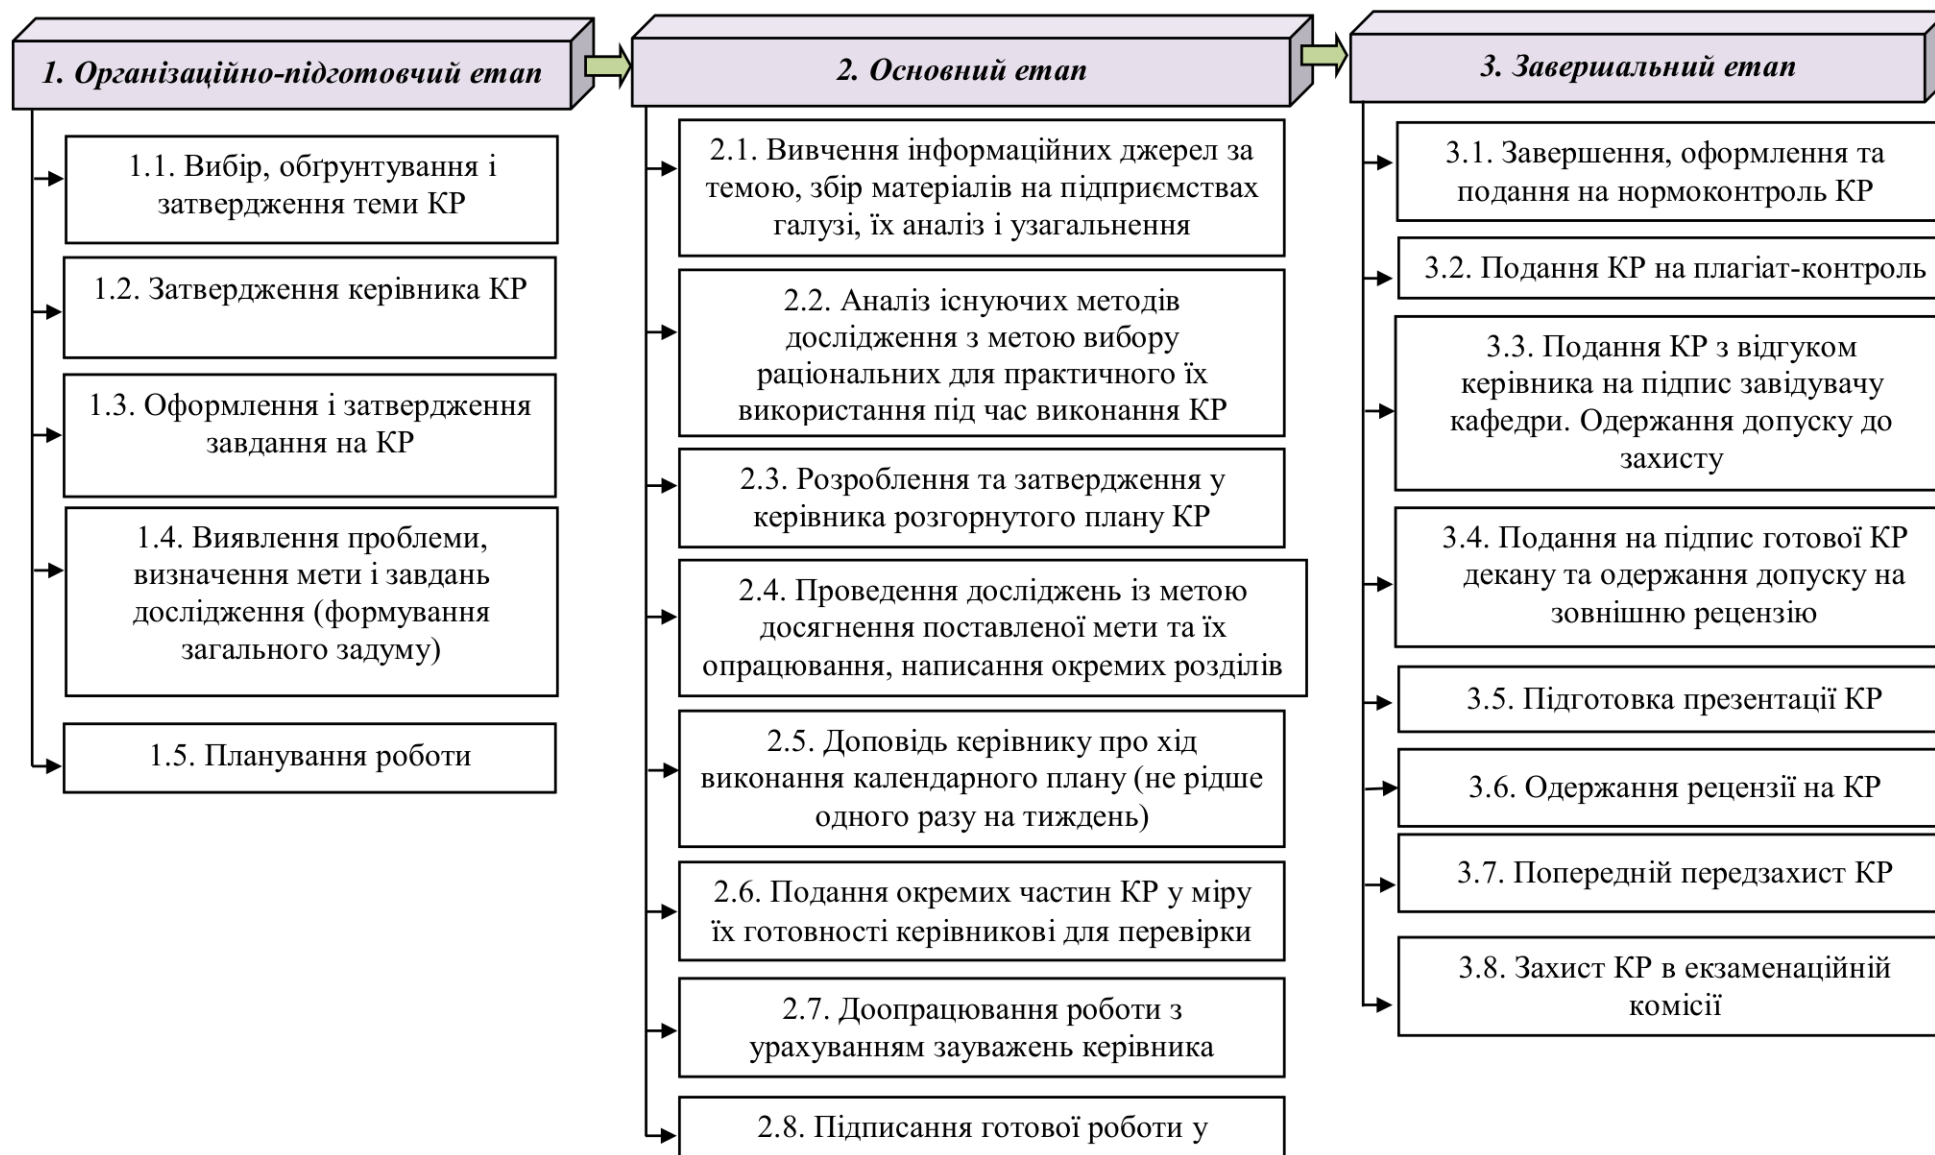 1. Організаційно-підготовчий етап
1.1. Вибір, обґрунтування і
затвердження теми КР
1.2. Затвердження керівника КР
1.3. Оформлення і затвердження
завдання на КР
1.4. Виявлення проблеми,
визначення мети і завдань
дослідження (формування
загального задуму)
1.5. Планування роботи
2. Основний етап
2.1. Вивчення інформаційних джерел за
темою, збір матеріалів на підприємствах
галузі, їх аналіз і узагальнення
2.2. Аналіз існуючих методів
дослідження з метою вибору
раціональних для практичного їх
використання під час виконання КР
2.3. Розроблення та затвердження у
керівника розгорнутого плану КР
2.4. Проведення досліджень із метою
досягнення поставленої мети та їх
опрацювання, написання окремих розділів
2.5. Доповідь керівнику про хід
виконання календарного плану (не рідше
одного разу на тиждень)
2.6. Подання окремих частин КР у міру
їх готовності керівникові для перевірки
2.7. Доопрацювання роботи з
урахуванням зауважень керівника
2.8. Підписання готової роботи у
3. Завершальний етап
3.1. Завершення, оформлення та
подання на нормоконтроль КР
3.2. Подання КР на плагіат-контроль
3.3. Подання КР з відгуком
керівника на підпис завідувачу
кафедри. Одержання допуску до
захисту
3.4. Подання на підпис готової КР
декану та одержання допуску на
зовнішню рецензію
3.5. Підготовка презентації КР
3.6. Одержання рецензії на КР
3.7. Попередній передзахист КР
3.8. Захист КР в екзаменаційній
комісії